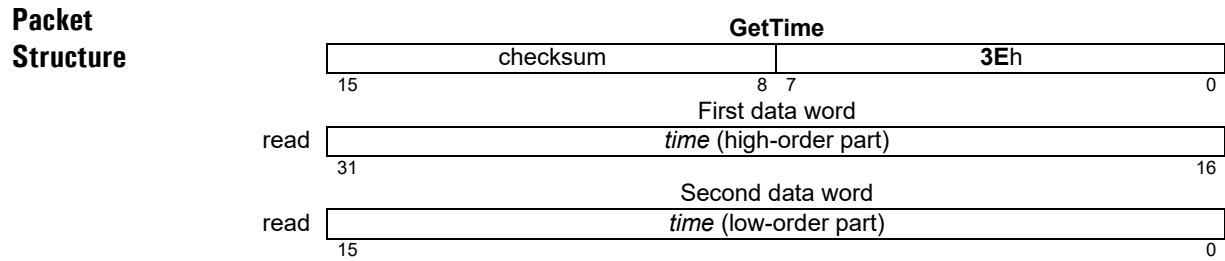 Packet
Structure
GetTime
checksum 3Eh
15 8 7 0
First data word
read time (high-order part)
31 16
Second data word
read time (low-order part)
15 0